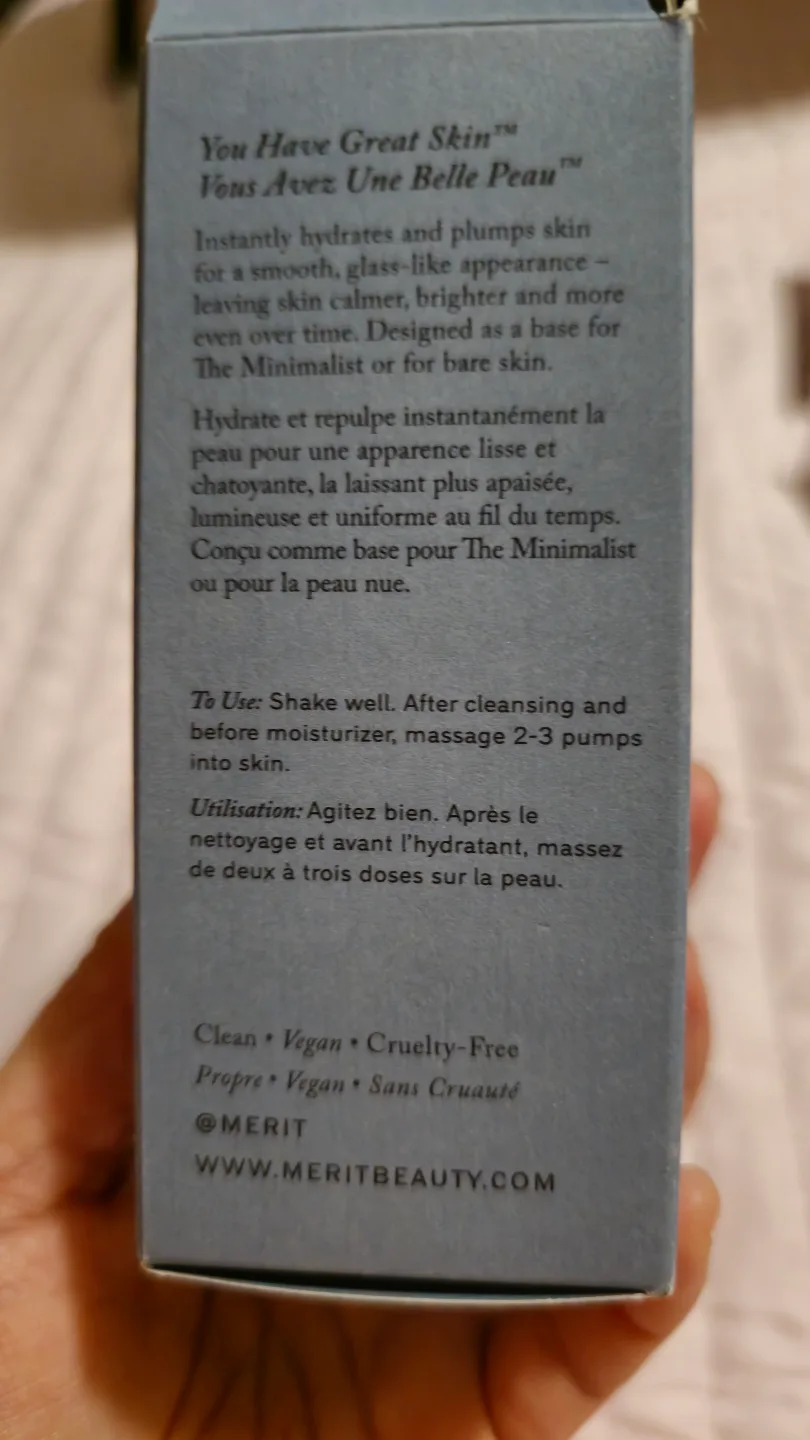 You Have Great Skin™
Vous Avez Une Belle Peau™
Instantly hydrates and plumps skin
for a smooth, glass-like appearance –
leaving skin calmer, brighter and more
even over time. Designed as a base for
The Minimalist or for bare skin.
Hydrate et repulpe instantanément la
peau pour une apparence lisse et
chatoyante, la laissant plus apaisée,
lumineuse et uniforme au fil du temps.
Conçu comme base pour The Minimalist
ou pour la peau nue.
To Use: Shake well. After cleansing and
before moisturizer, massage 2-3 pumps
into skin.
Utilisation: Agitez bien. Après le
nettoyage et avant l'hydratant, massez
de deux à trois doses sur la peau.
Clean • Vegan • Cruelty-Free
Propre • Vegan • Sans Cruauté
@MERIT
WWW.MERITBEAUTY.COM